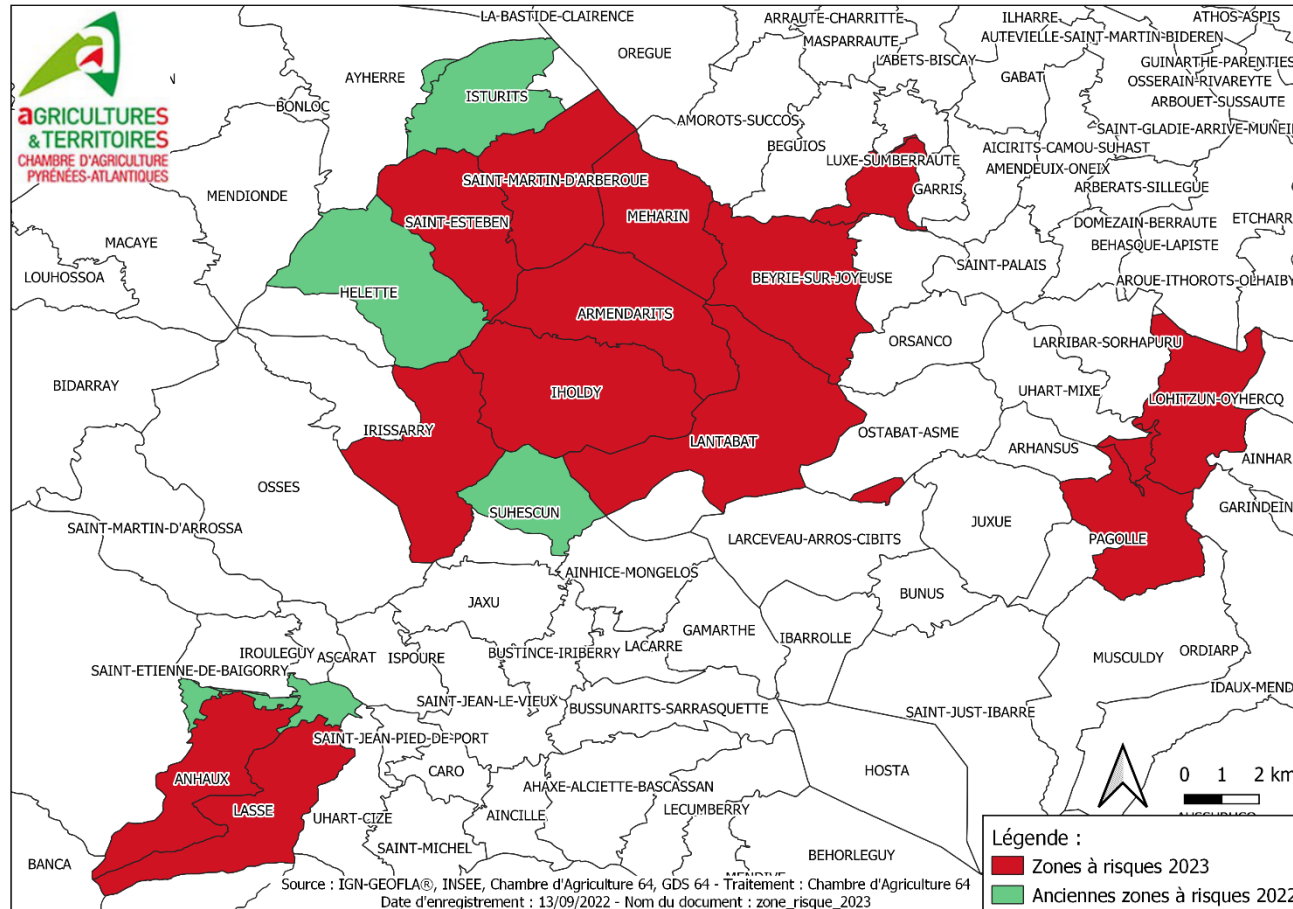 LA-BASTIDE-CLAIRENCE
ARRAUTE-CHARRITTE
ILHARRE
ATHOS-ASPIS
aGRICULTURES
& TERRITOIRES
CHAMBRE D'AGRICULTURE
PYRÉNÉES-ATLANTIQUES
OREGUE
MASPARRAUTE
AUTEVIELLE-SAINT-MARTIN-BIDEREN
AYHERRE
LABETS-BISCAY
GABAT
GUINARTHE-PARENTIES
OSSERAIN-RIVAREYTE
ISTURITS
BONLOC
ARBOUET-SUSSAUTE
AMOROTS-SUCCOS
SAINT-GLADIE-ARRIVE-MUNEIN
BEGUIOS
AICIRITS-CAMOU-SUHAST
LUXE-SUMBERRAUTE
AMENDEUIX-ONEIX
SAINT-MARTIN-D'ARBEROUE
GARRIS
ARBERATS-SILLEGUE
MENDIONDE
SAINT-ESTEBEN
MEHARIN
DOMEZAIN-BERRAUTE
ETCHARR
MACAYE
BEHASQUE-LAPISTE
SAINT-PALAIS
LOUHOSSOA
BEYRIE-SUR-JOYEUSE
AROUE-ITHOROTS-OLHAIBY
HELETTE
ARMENDARITS
ORSANCO
LARRIBAR-SORHAPURU
BIDARRAY
UHART-MIXE
IHOLDY
LOHITZUN-OYHERCQ
IRISSARRY
OSTABAT-ASME
LANTABAT
ARHANSUS
AINHAR
OSSES
GARINDEIN
SUHESCUN
SAINT-MARTIN-D'ARROSSA
JUXUE
LARCEVEAU-ARROS-CIBITS
PAGOLLE
AINHICE-MONGELOS
BUNUS
JAXU
GAMARTHE
IBARROLLE
LACARRE
IROULEGUY
ASCARAT
ISPOURE
BUSTINCE-IRIBERRY
MUSCULDY
ORDIARP
SAINT-ETIENNE-DE-BAIGORRY
IDAUX-MEND
SAINT-JEAN-LE-VIEUX
BUSSUNARITS-SARRASQUETTE
SAINT-JUST-IBARRE
SAINT-JEAN-PIED-DE-PORT
ANHAUX
CARO
HOSTA
0 1 2 km
AHAXE-ALCIETTE-BASCASSAN
LASSE
LECUMBERRY
UHART-CIZE
AINCILLE
SAINT-MICHEL
BEHORLEGUY
BANCA
Légende :
Zones à risques 2023
Anciennes zones à risques 2022
Source : IGN-GEOFLA®, INSEE, Chambre d'Agriculture 64, GDS 64 - Traitement : Chambre d'Agriculture 64
Date d'enregistrement : 13/09/2022 - Nom du document : zone_risque_2023